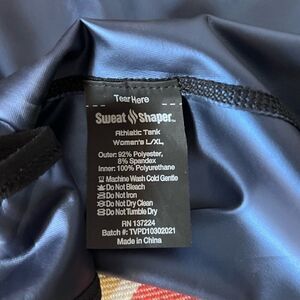 Tear Here
Sweat Shaper™
Athletic Tank
Women's L/XL
Outer: 92% Polyester,
8% Spandex
Inner: 100% Polyurethane
Machine Wash Cold Gentle
Do Not Bleach
Do Not Iron
Do Not Dry Clean
Do Not Tumble Dry
RN 137224
Batch #: TVPD10302021
Made in China